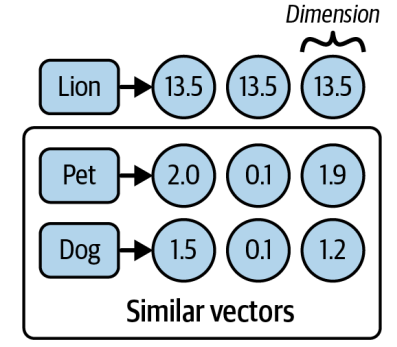 Dimension
Lion 13.5 13.5 13.5
Pet 2.0 0.1 1.9
Dog 1.5 0.1 1.2
Similar vectors